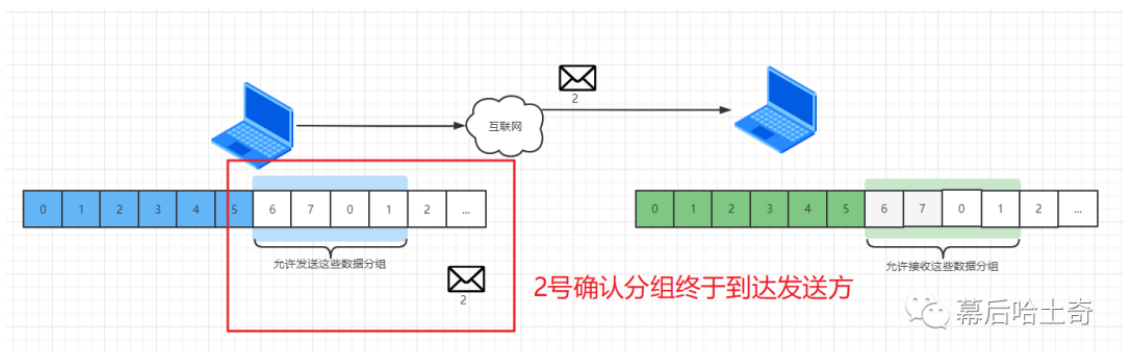 2
互联网
0 1 2 3 4 5 6 7 0 1 2 ...
0 1 2 3 4 5 6 7 0 1 2 ...
允许发送这些数据分组
允许接收这些数据分组
2
2号确认分组终于到达发送方
幕后哈土奇